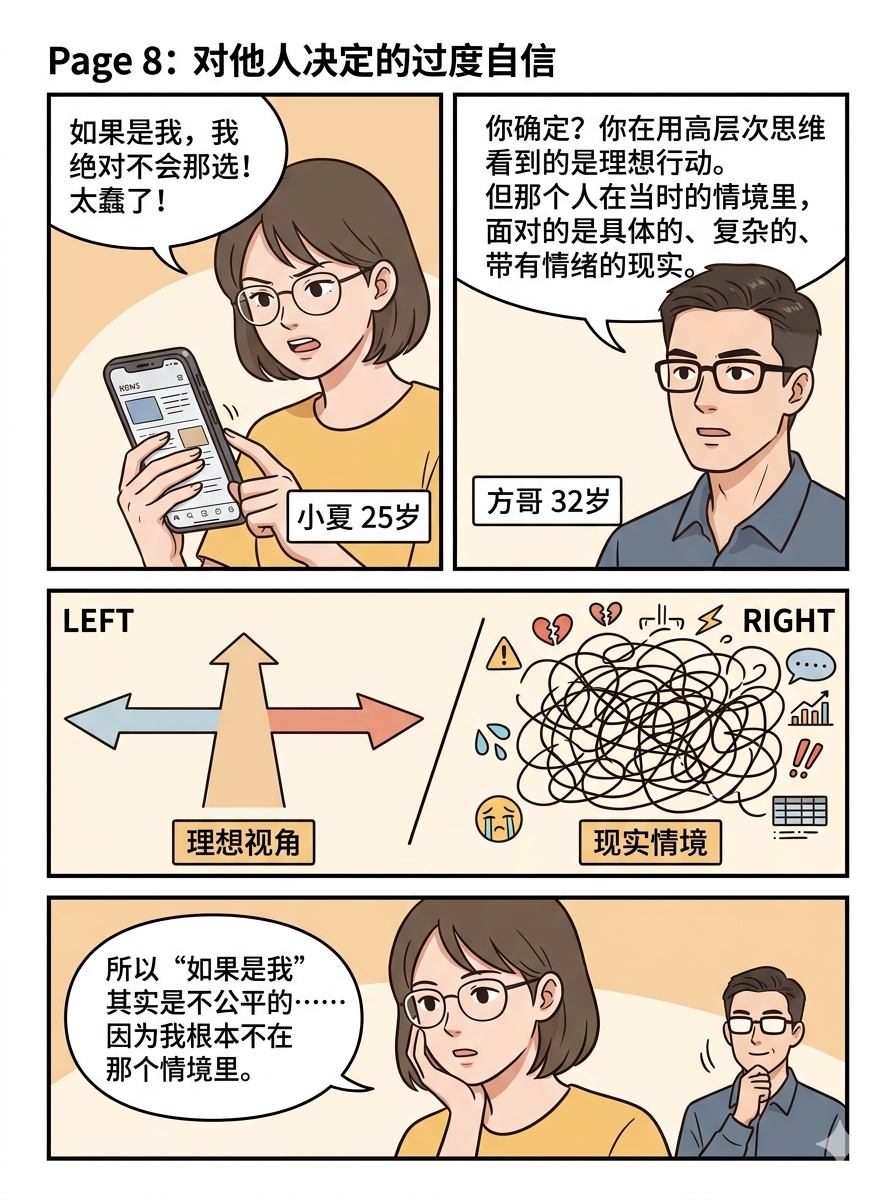 Page 8：对他人决定的过度自信
如果是我，我
绝对不会那选！
太蠢了！
NEWS
小夏 25岁
你确定？你在用高层次思维
看到的是理想行动。
但那个人在当时的情境里，
面对的是具体的、复杂的、
带有情绪的现实。
方哥 32岁
LEFT
理想视角
RIGHT
现实情境
所以“如果是我”
其实是不公平的……
因为我根本不在
那个情境里。